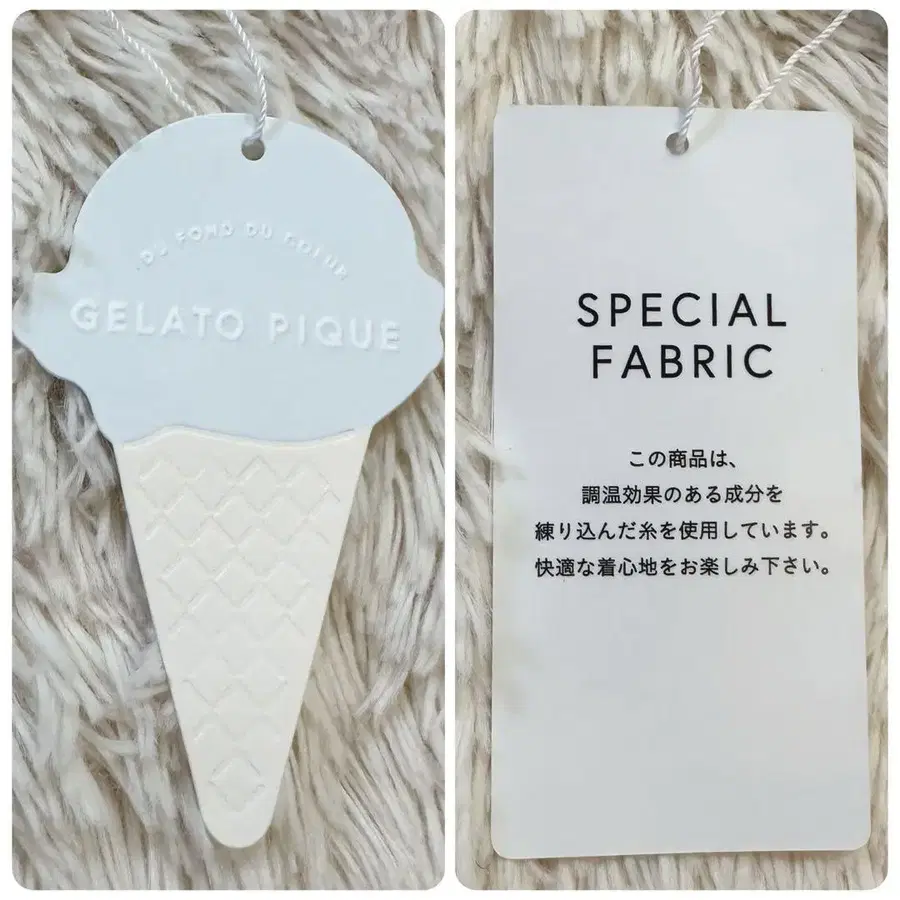 DU FOND DU COEUR
GELATO PIQUE
SPECIAL
FABRIC
この商品は、
調温効果のある成分を
練り込んだ糸を使用しています。
快適な着心地をお楽しみ下さい。